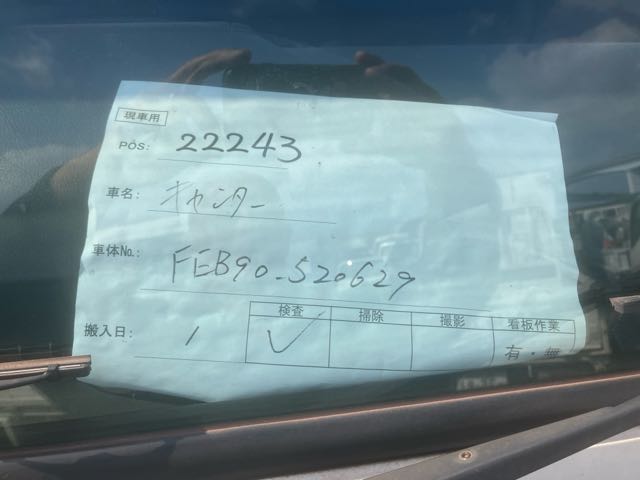 現車用
POS: 22243
車名: キャンター
車体No.: FEB90-520629
検査 掃除 撮影 看板作業
搬入日: / ✓ 有・無